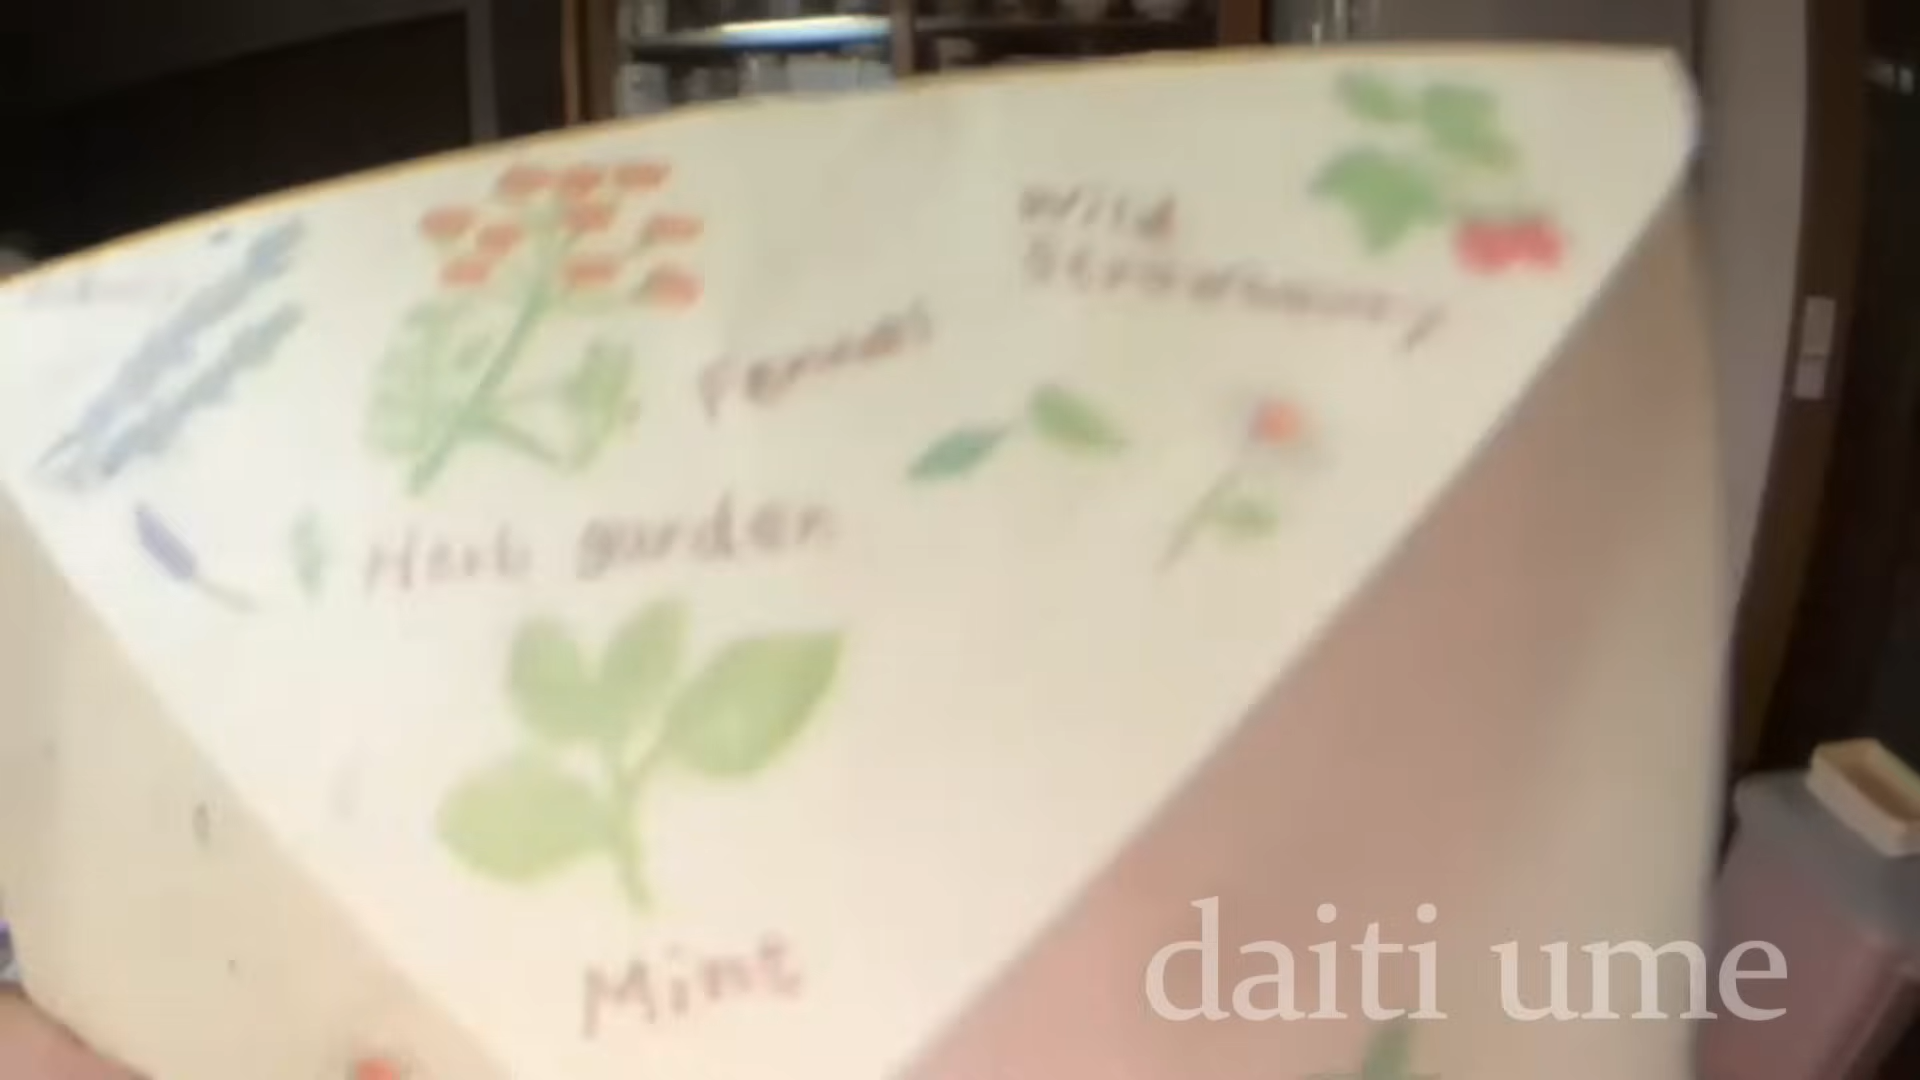 Wild
Strawberry
Fennel
Herb garden
Mint
daiti ume